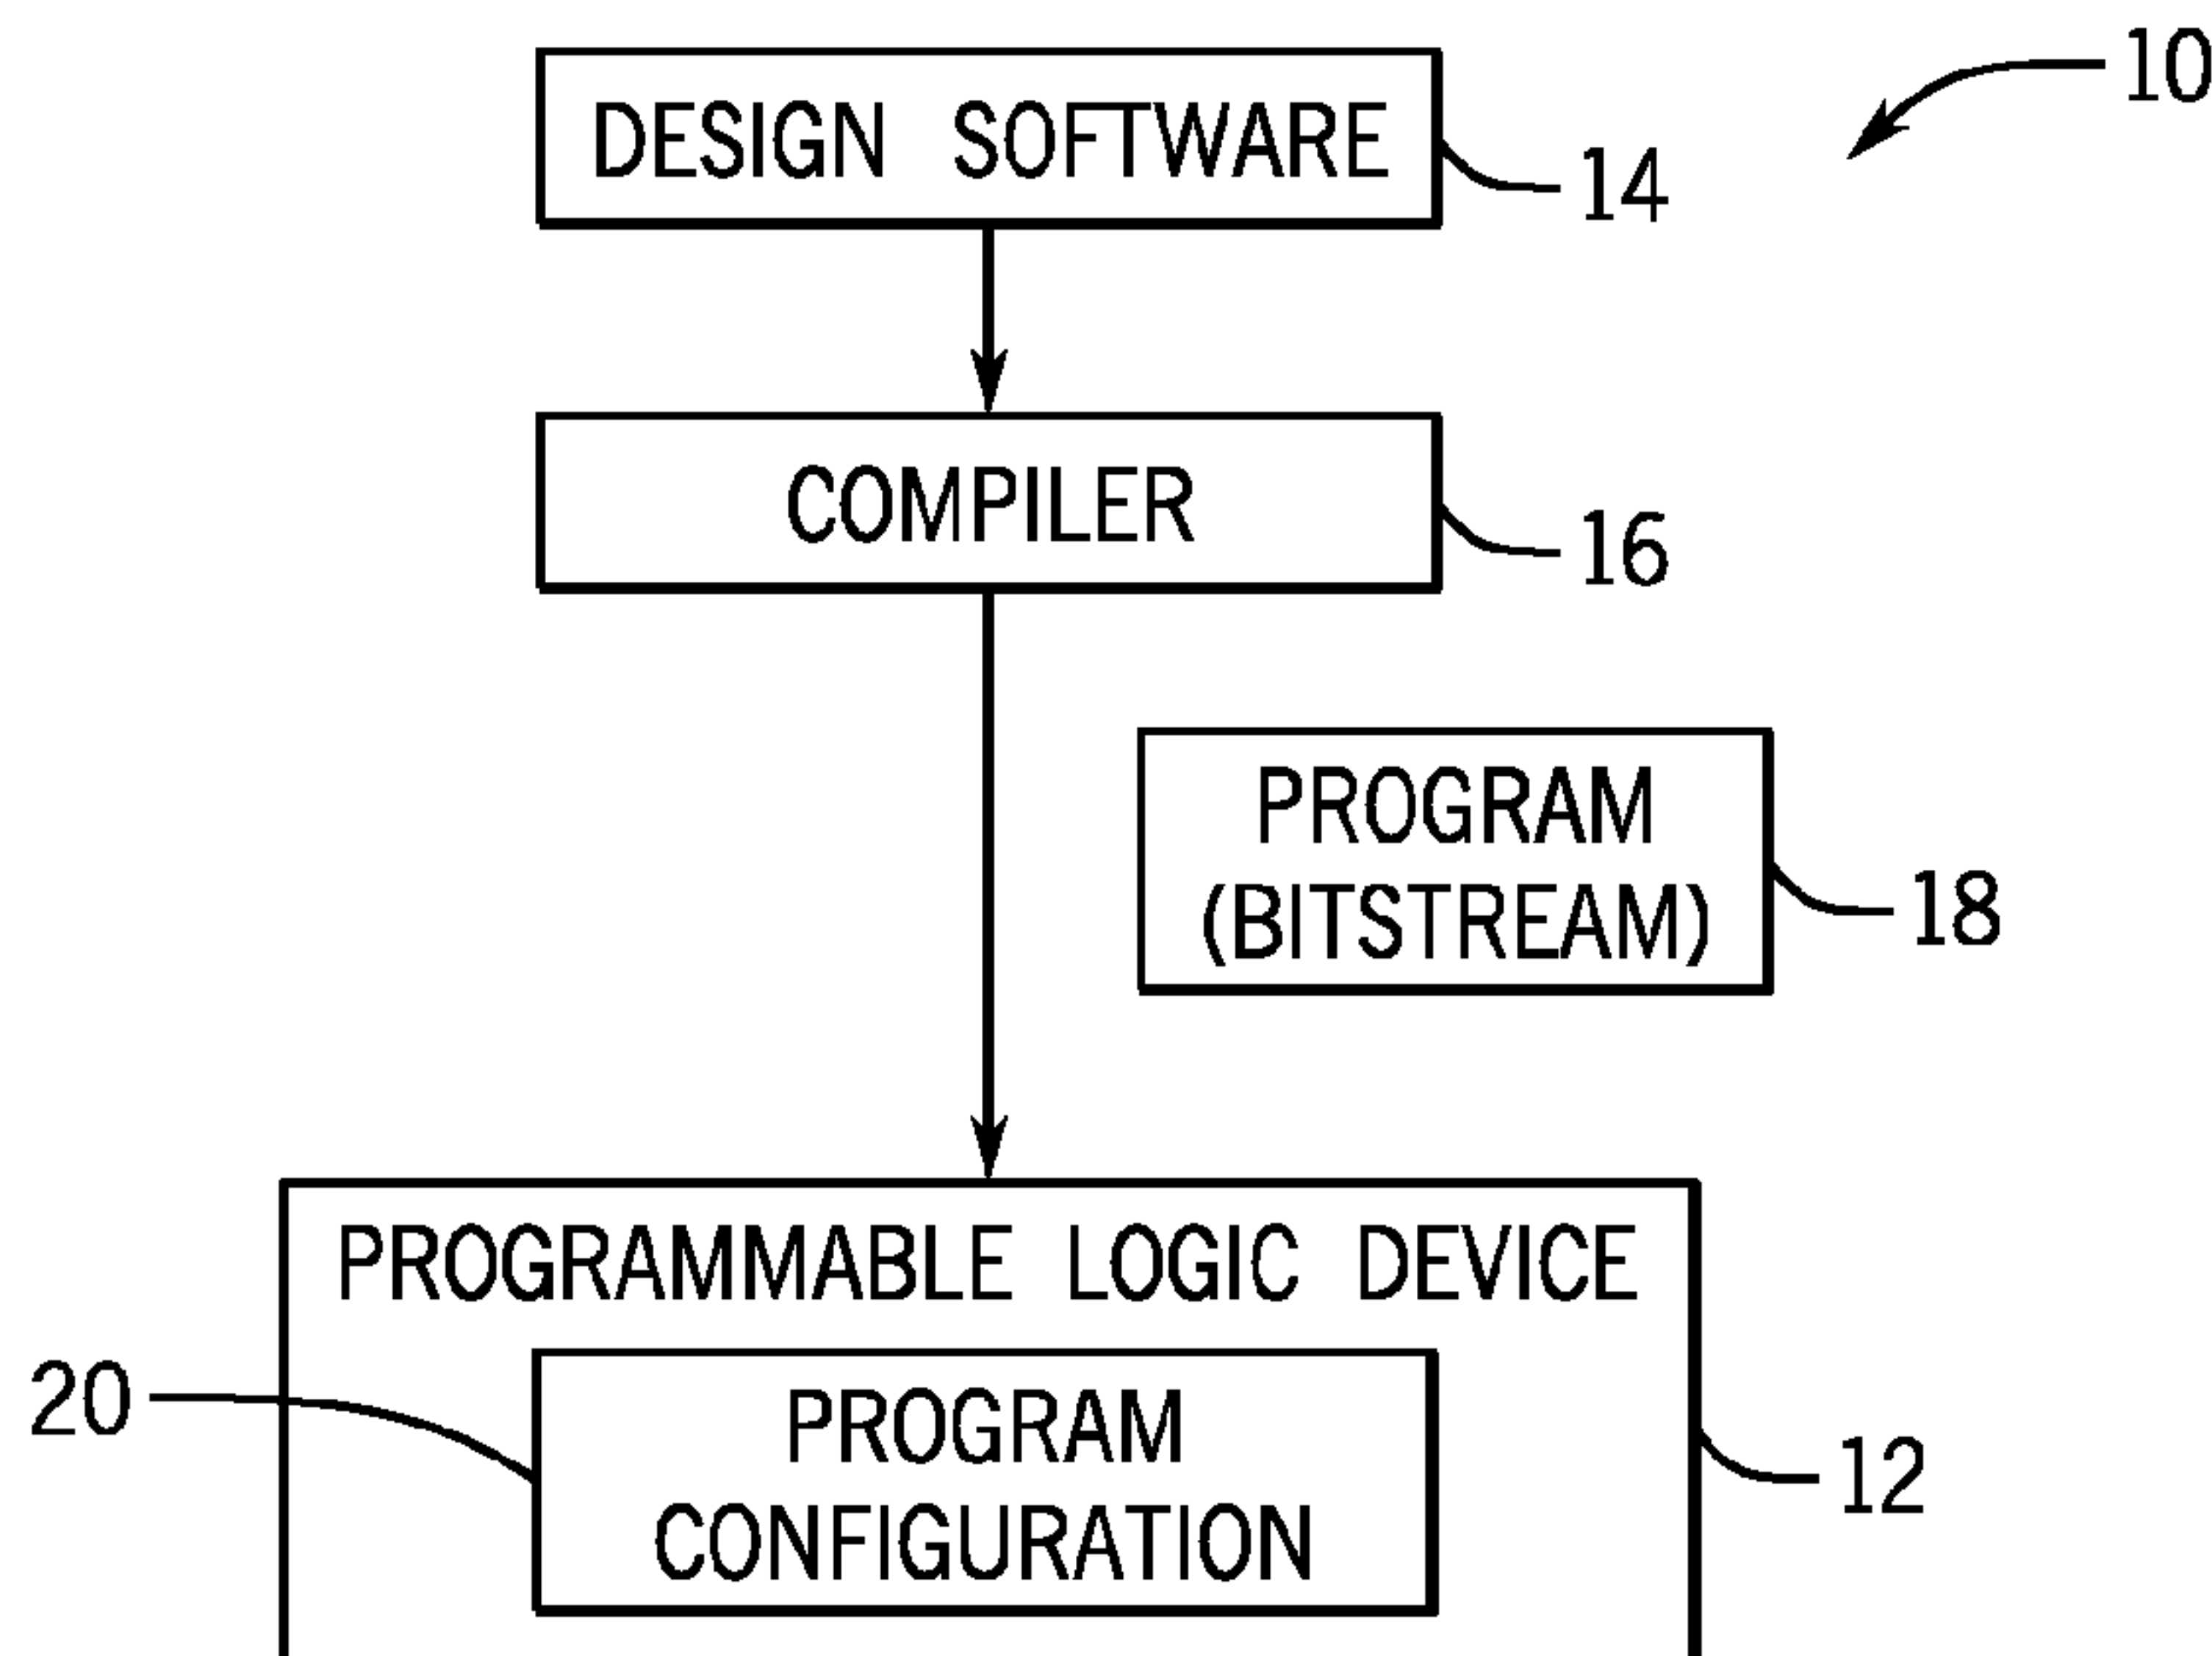 10
DESIGN SOFTWARE
14
COMPILER
16
PROGRAM
(BITSTREAM)
18
PROGRAMMABLE LOGIC DEVICE
20
PROGRAM
CONFIGURATION
12